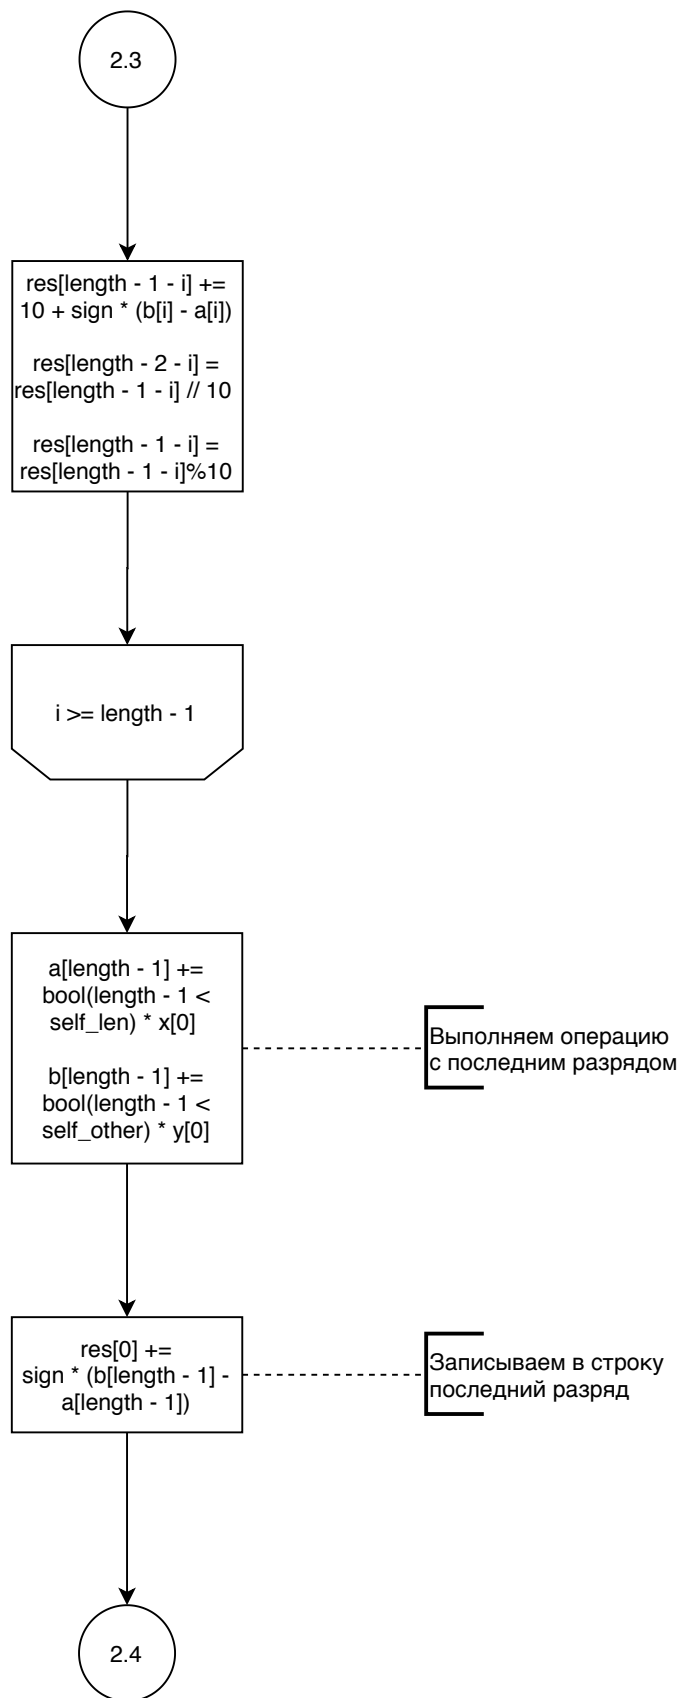 2.3
res[length - 1 - i] +=
10 + sign * (b[i] - a[i])
res[length - 2 - i] =
res[length - 1 - i] // 10
res[length - 1 - i] =
res[length - 1 - i]%10
i >= length - 1
a[length - 1] +=
bool(length - 1 <
self_len) * x[0]
b[length - 1] +=
bool(length - 1 <
self_other) * y[0]
Выполняем операцию
с последним разрядом
res[0] +=
sign * (b[length - 1] -
a[length - 1])
Записываем в строку
последний разряд
2.4